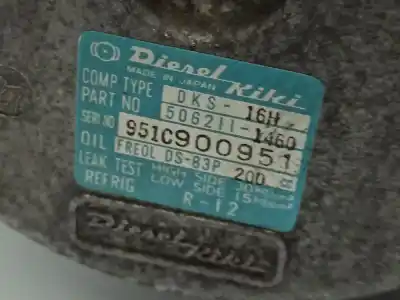 Diesel Kiki
MADE IN JAPAN
COMP TYPE DKS-16H
PART NO 506211-1460
SERI NO 951C900951
OIL FREOL DS-83P 200 cc
LEAK TEST HIGH SIDE
LOW SIDE
REFRIG R-12
Diesel Kiki